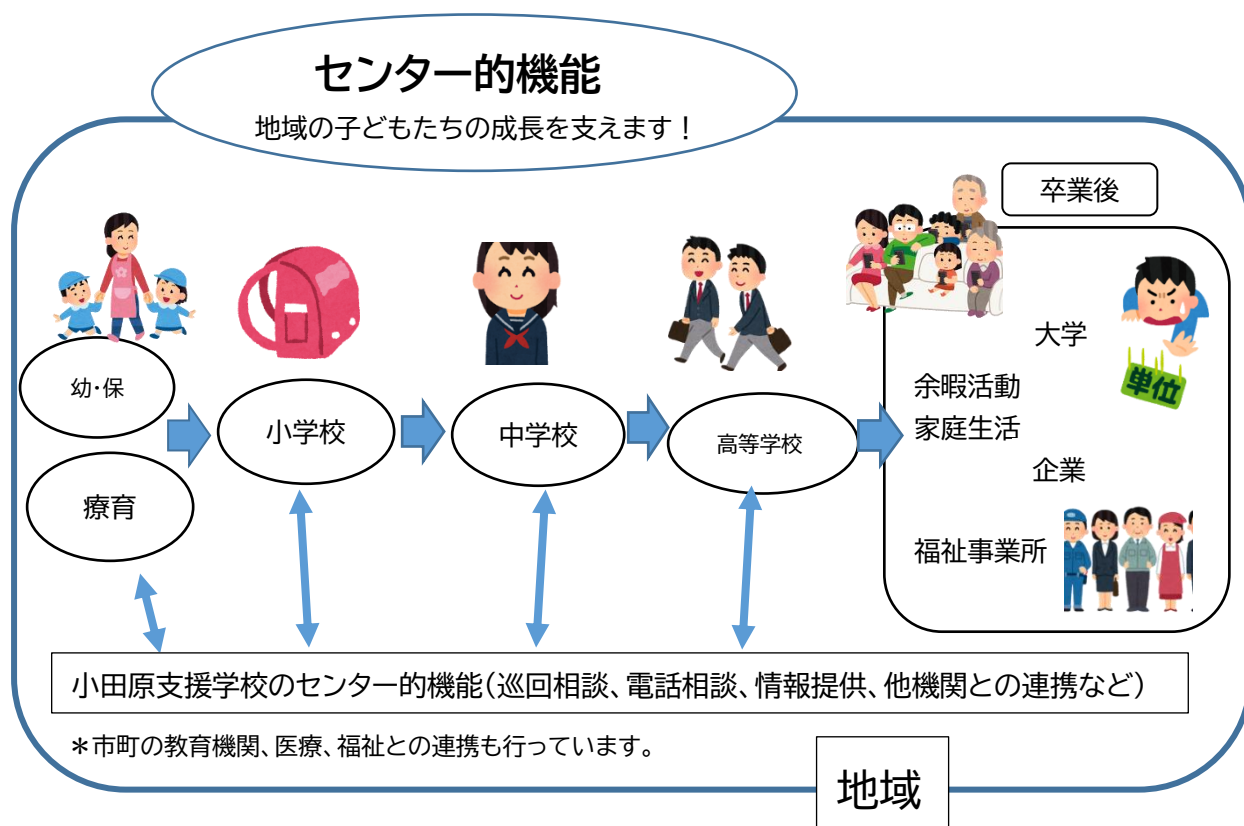 センター的機能
地域の子どもたちの成長を支えます！
卒業後
幼・保
療育
小学校
中学校
高等学校
大学
単位
余暇活動
家庭生活
企業
福祉事業所
小田原支援学校のセンター的機能（巡回相談、電話相談、情報提供、他機関との連携など）
＊市町の教育機関、医療、福祉との連携も行っています。
地域